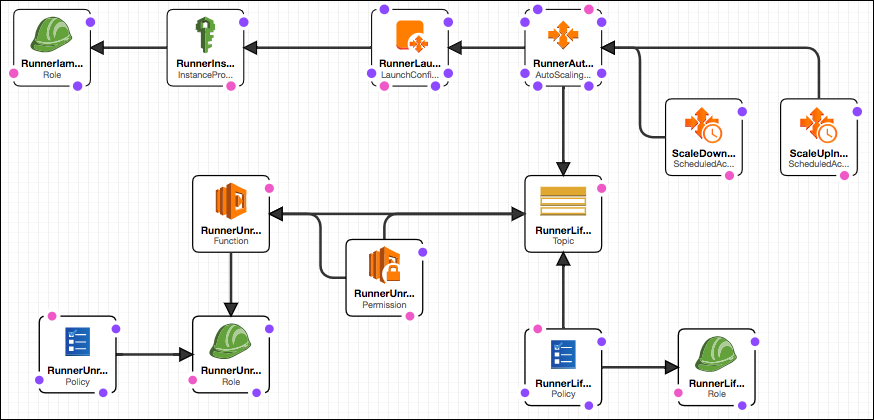 RunnerIam...
Role
RunnerIns...
InstancePro...
RunnerLau...
LaunchConfi...
RunnerAut...
AutoScaling...
ScaleDown...
ScheduledAc...
ScaleUpIn...
ScheduledAc...
RunnerUnr...
Function
RunnerLif...
Topic
RunnerUnr...
Permission
RunnerUnr...
Policy
RunnerUnr...
Role
RunnerLif...
Policy
RunnerLif...
Role